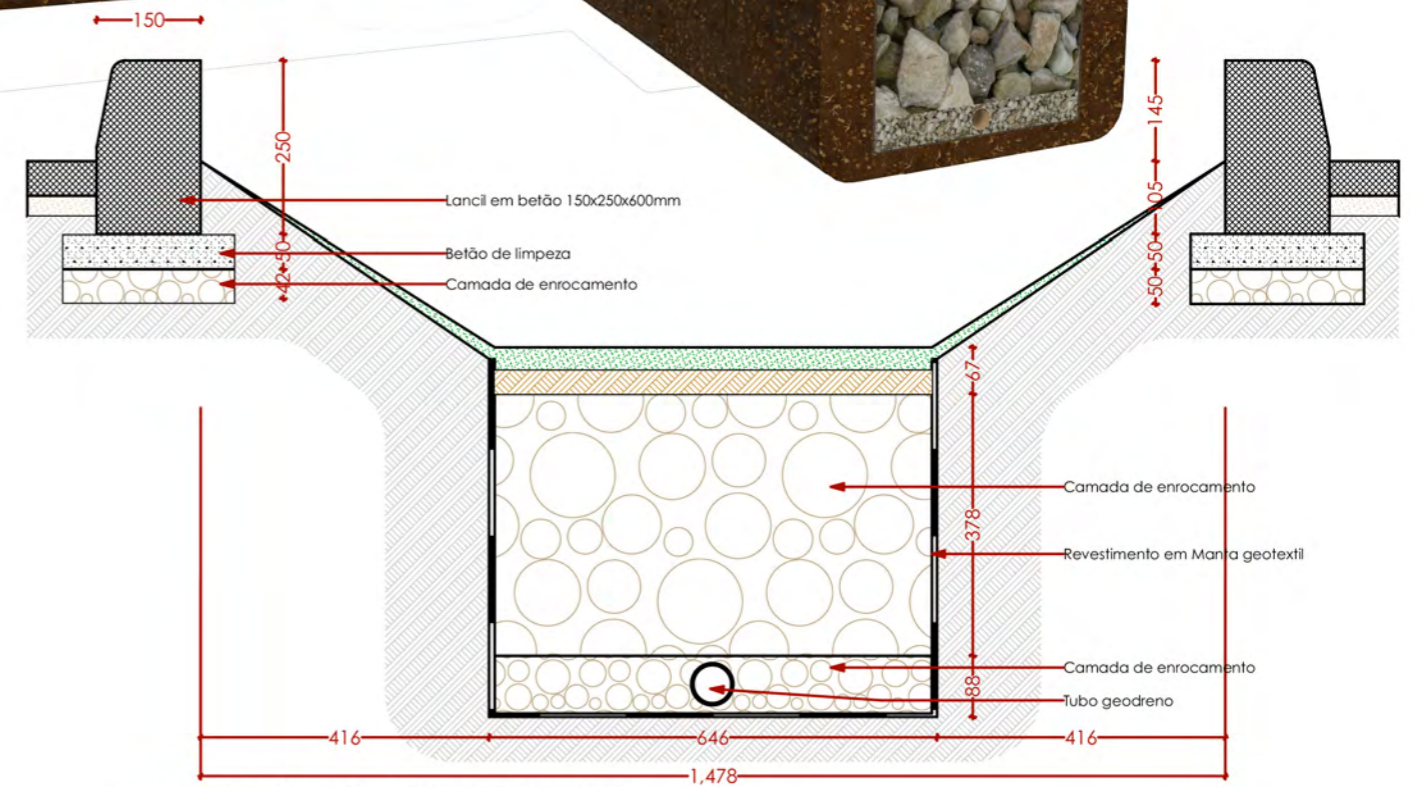 150
250
145
105
Lancil em betão 150x250x600mm
50
50
Betão de limpeza
42
Camada de enrocamento
50
67
Camada de enrocamento
378
Revestimento em Manta geotextil
Camada de enrocamento
88
Tubo geodreno
416
646
416
1,478